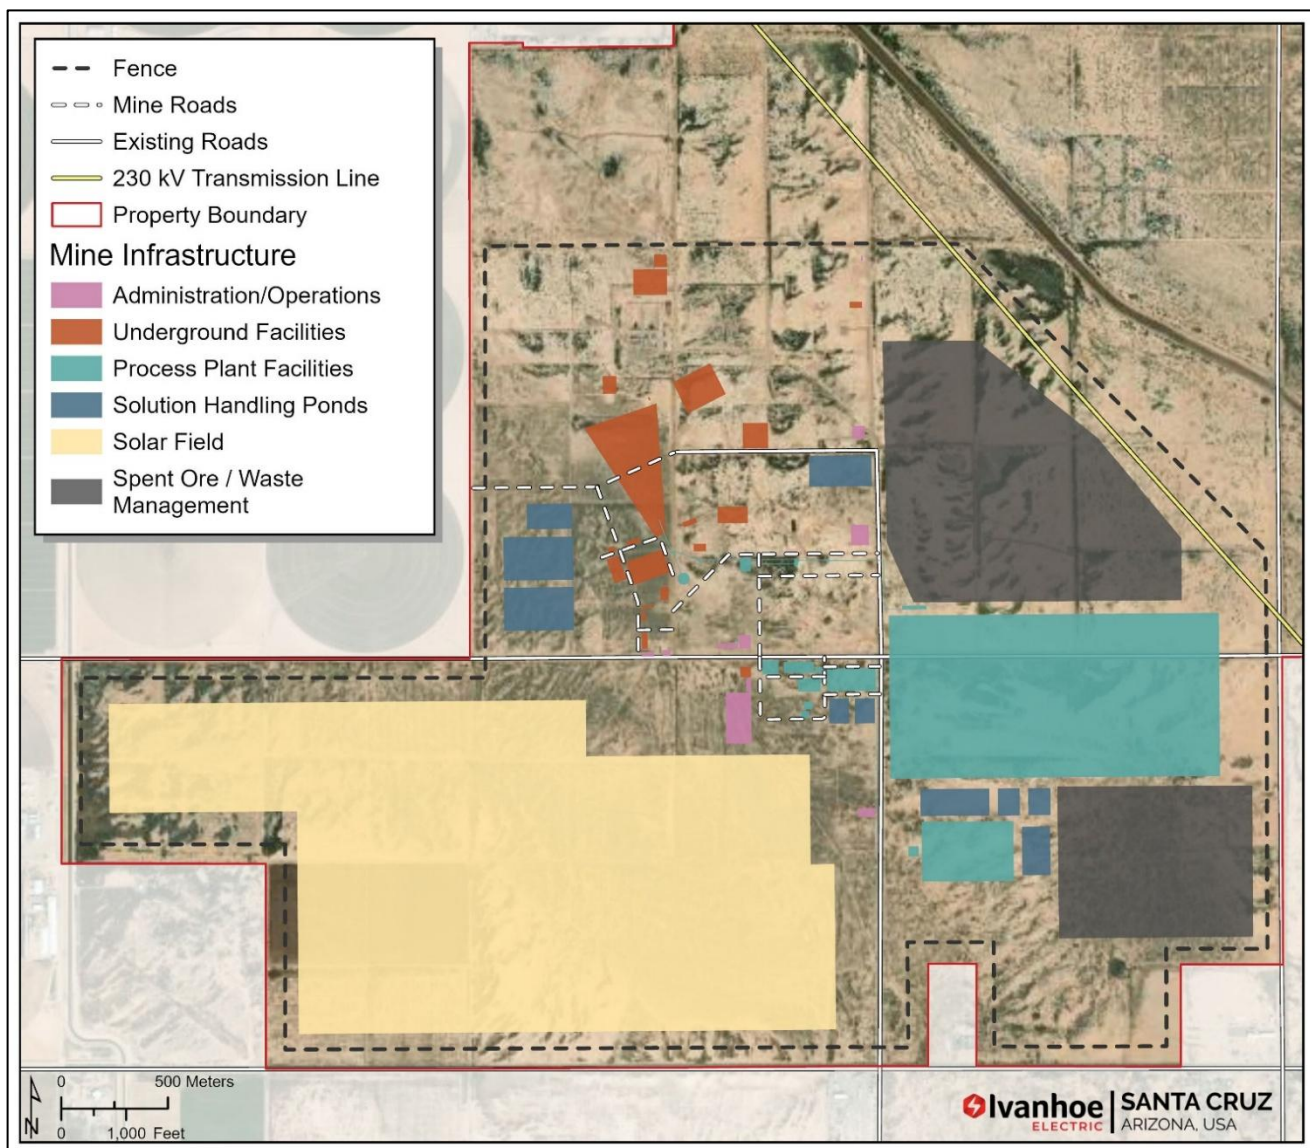 Fence
Mine Roads
Existing Roads
230 kV Transmission Line
Property Boundary
Mine Infrastructure
Administration/Operations
Underground Facilities
Process Plant Facilities
Solution Handling Ponds
Solar Field
Spent Ore / Waste
Management
N
0 500 Meters
0 1,000 Feet
Ivanhoe
ELECTRIC
SANTA CRUZ
ARIZONA, USA